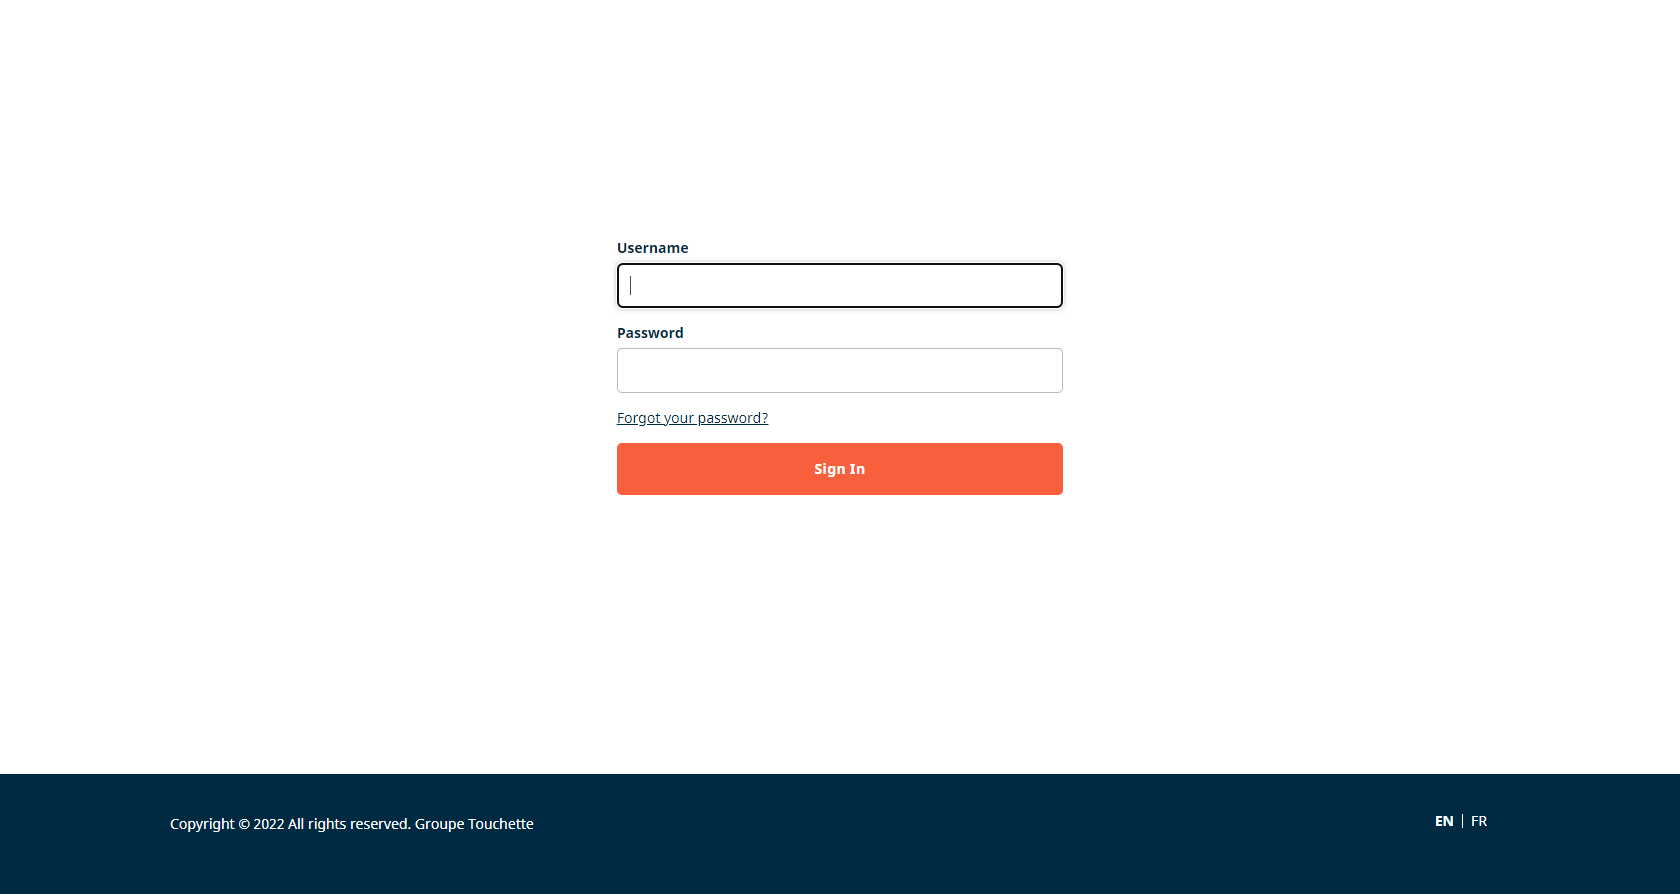 Username
Password
Forgot your password?
Sign In
Copyright © 2022 All rights reserved. Groupe Touchette
EN | FR